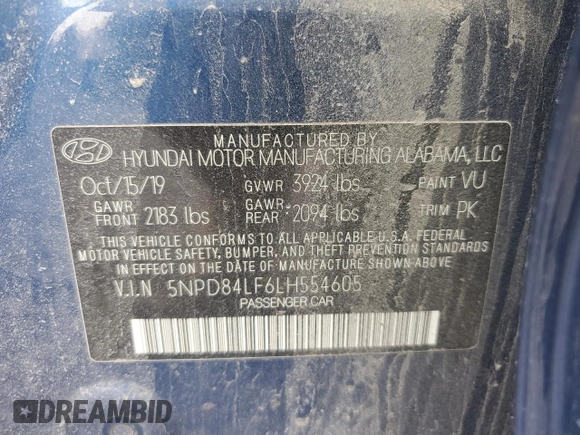 MANUFACTURED BY
HYUNDAI MOTOR MANUFACTURING ALABAMA, LLC
Oct/15/19 GVWR 3924 lbs PAINT VU
GAWR FRONT 2183 lbs GAWR REAR 2094 lbs TRIM PK
THIS VEHICLE CONFORMS TO ALL APPLICABLE U.S.A. FEDERAL
MOTOR VEHICLE SAFETY, BUMPER, AND THEFT PREVENTION STANDARDS
IN EFFECT ON THE DATE OF MANUFACTURE SHOWN ABOVE.
V.I.N 5NPD84LF6LH554605
PASSENGER CAR
DREAMBID